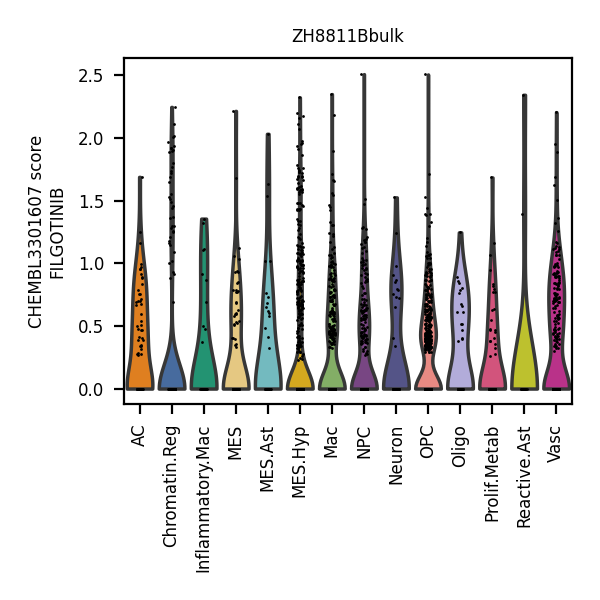 ZH8811Bbulk
CHEMBL3301607 score
FILGOTINIB
2.5
2.0
1.5
1.0
0.5
0.0
AC
Chromatin.Reg
Inflammatory.Mac
MES
MES.Ast
MES.Hyp
Mac
NPC
Neuron
OPC
Oligo
Prolif.Metab
Reactive.Ast
Vasc